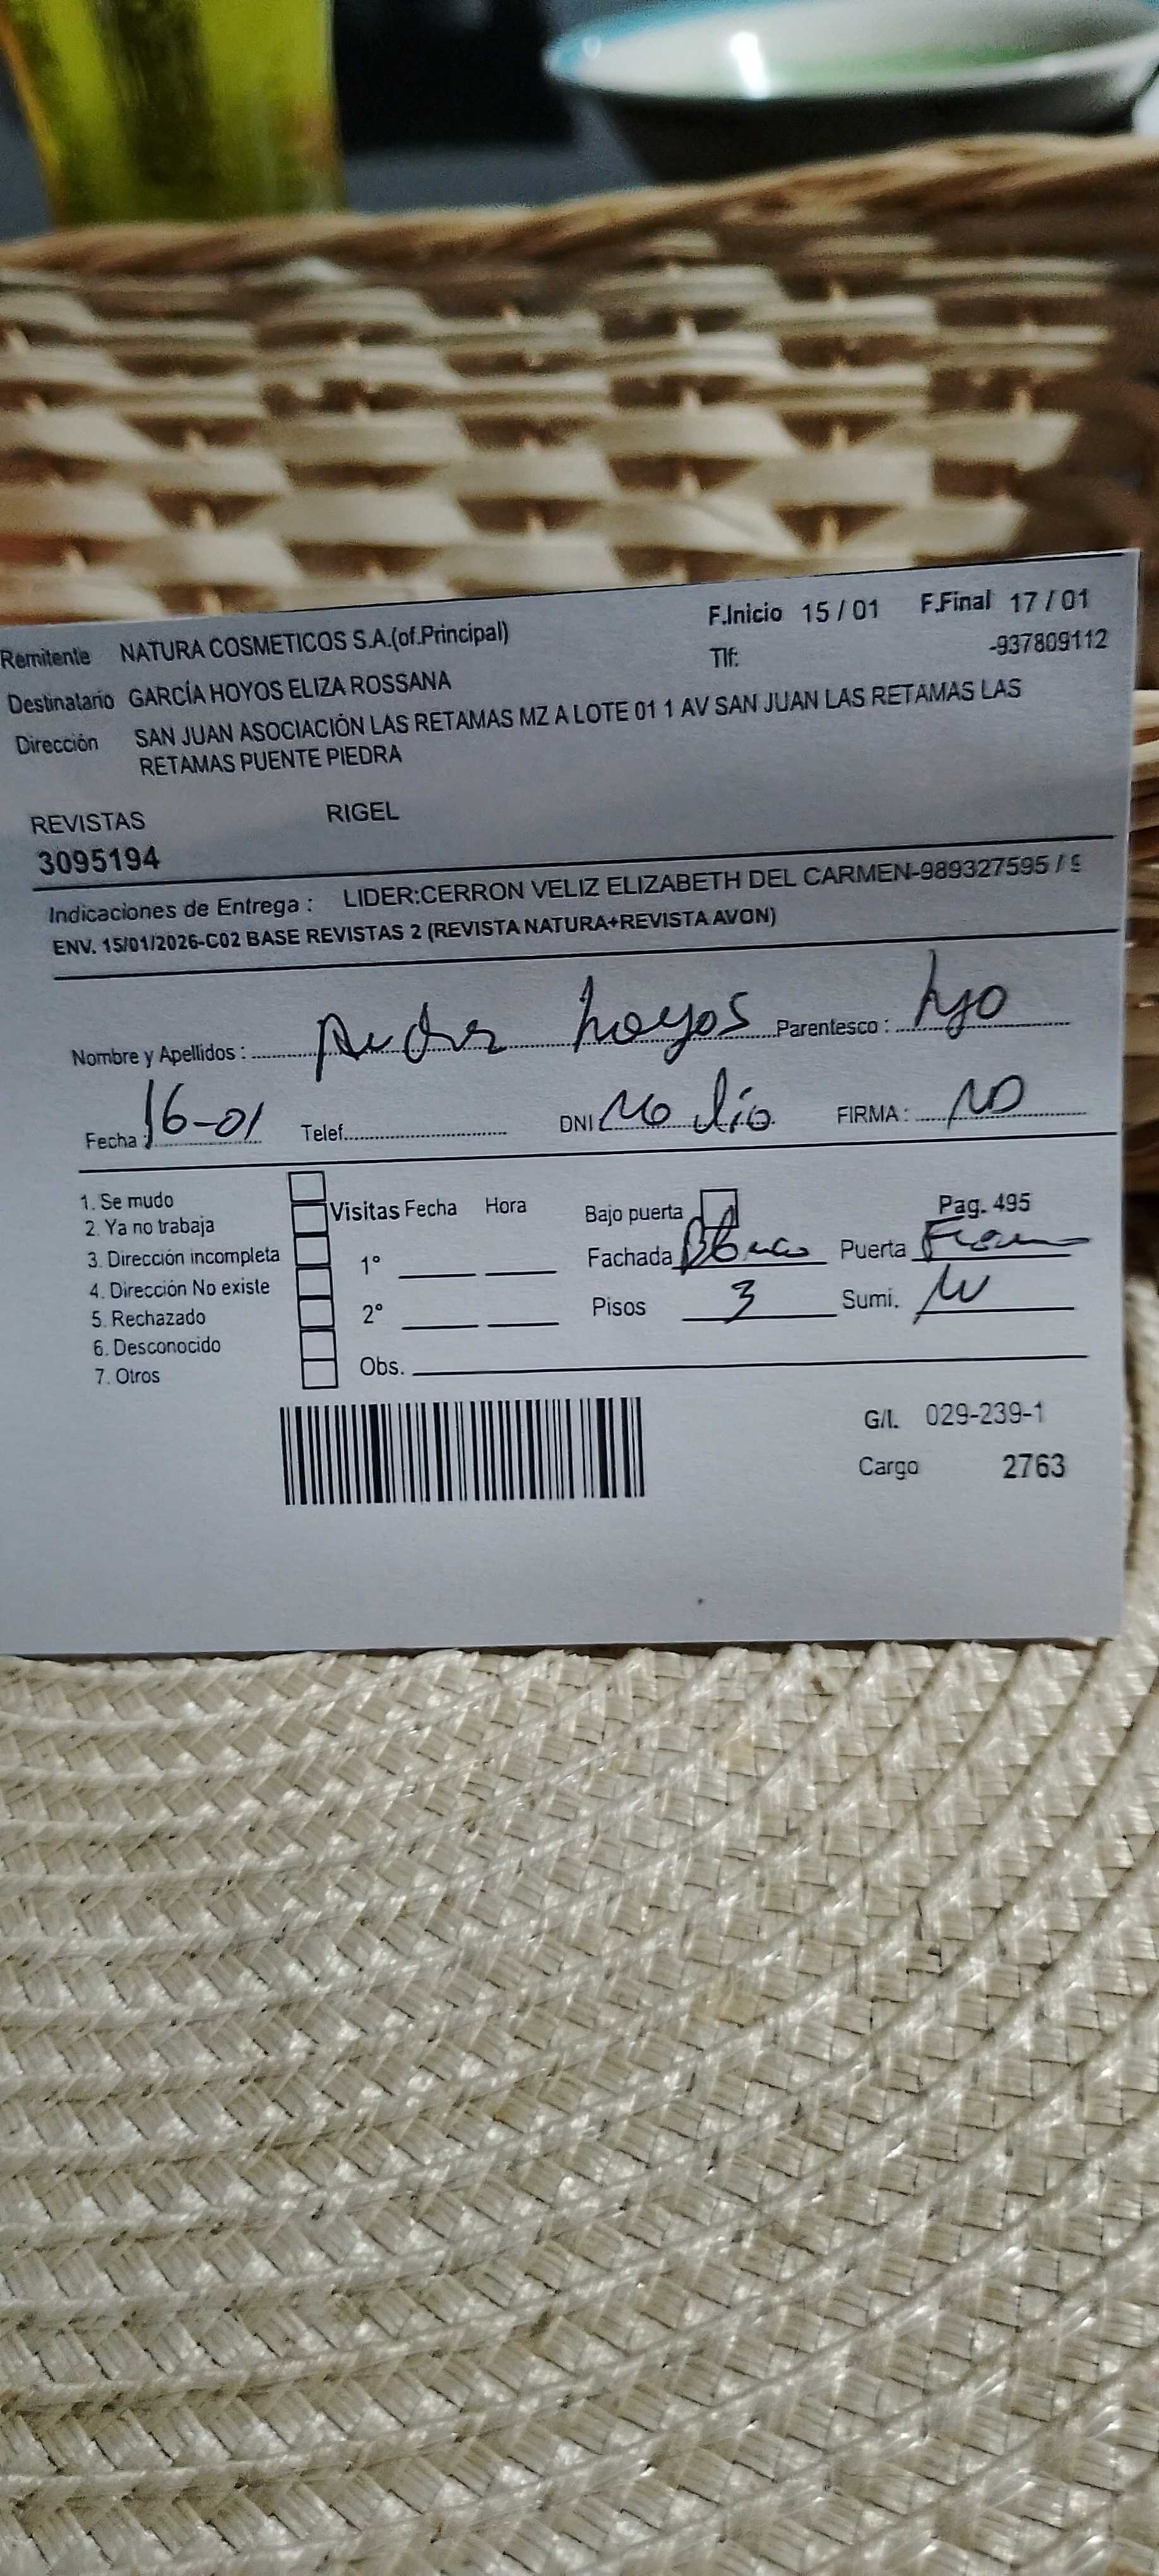 F.Inicio 15 / 01 F.Final 17 / 01
Remitente NATURA COSMETICOS S.A.(of.Principal)
Tlf: -937809112
Destinatario GARCÍA HOYOS ELIZA ROSSANA
Dirección SAN JUAN ASOCIACIÓN LAS RETAMAS MZ A LOTE 01 1 AV SAN JUAN LAS RETAMAS LAS
RETAMAS PUENTE PIEDRA
REVISTAS RIGEL
3095194
Indicaciones de Entrega : LIDER:CERRON VELIZ ELIZABETH DEL CARMEN-989327595 / 9
ENV. 15/01/2026-C02 BASE REVISTAS 2 (REVISTA NATURA+REVISTA AVON)
Nombre y Apellidos : hoyos Parentesco : hijo
Fecha : 16-01 Telef. DNI No dio FIRMA : ND
1. Se mudo
2. Ya no trabaja
3. Dirección incompleta
4. Dirección No existe
5. Rechazado
6. Desconocido
7. Otros
Visitas Fecha Hora
1°
2°
Obs.
Bajo puerta Pag. 495
Fachada Blanco Puerta
Pisos 3 Sumi.
G/I. 029-239-1
Cargo 2763